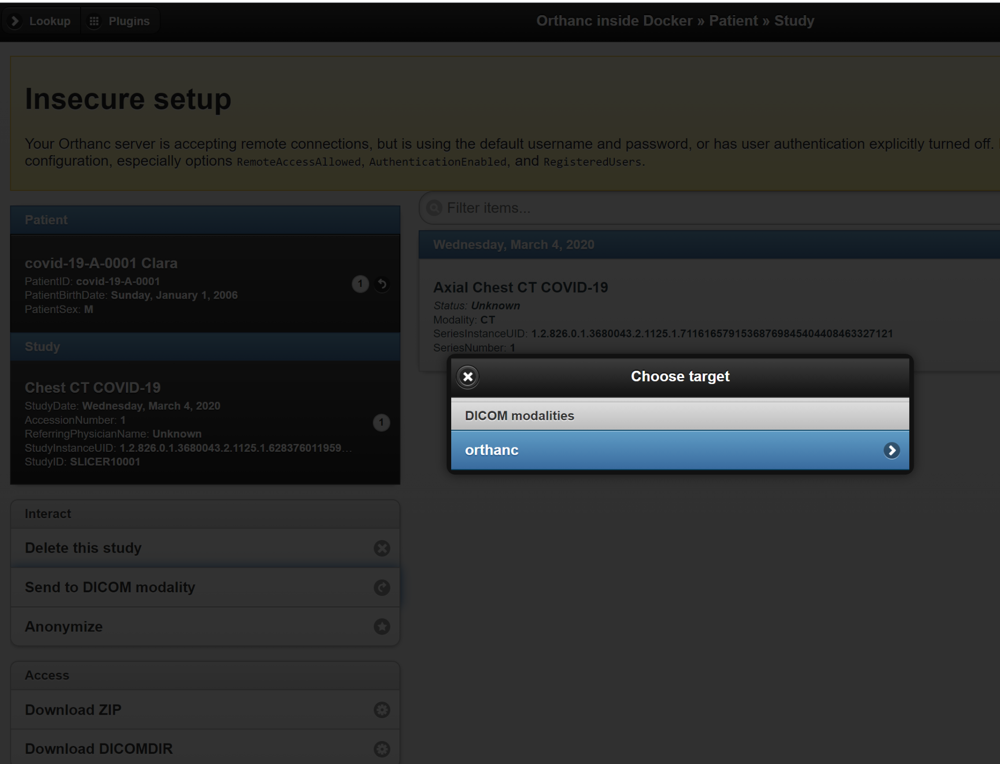 Lookup
Plugins
Orthanc inside Docker » Patient » Study
Insecure setup
Your Orthanc server is accepting remote connections, but is using the default username and password, or has user authentication explicitly turned off.
configuration, especially options RemoteAccessAllowed, AuthenticationEnabled, and RegisteredUsers.
Filter items...
Patient
covid-19-A-0001 Clara
PatientID: covid-19-A-0001
PatientBirthDate: Sunday, January 1, 2006
PatientSex: M
1
Study
Chest CT COVID-19
StudyDate: Wednesday, March 4, 2020
AccessionNumber: 1
ReferringPhysicianName: Unknown
StudyInstanceUID: 1.2.826.0.1.3680043.2.1125.1.628376011959...
StudyID: SLICER10001
1
Wednesday, March 4, 2020
Axial Chest CT COVID-19
Status: Unknown
Modality: CT
SeriesInstanceUID: 1.2.826.0.1.3680043.2.1125.1.71161657915368769845404408463327121
SeriesNumber: 1
Choose target
DICOM modalities
orthanc
Interact
Delete this study
Send to DICOM modality
Anonymize
Access
Download ZIP
Download DICOMDIR